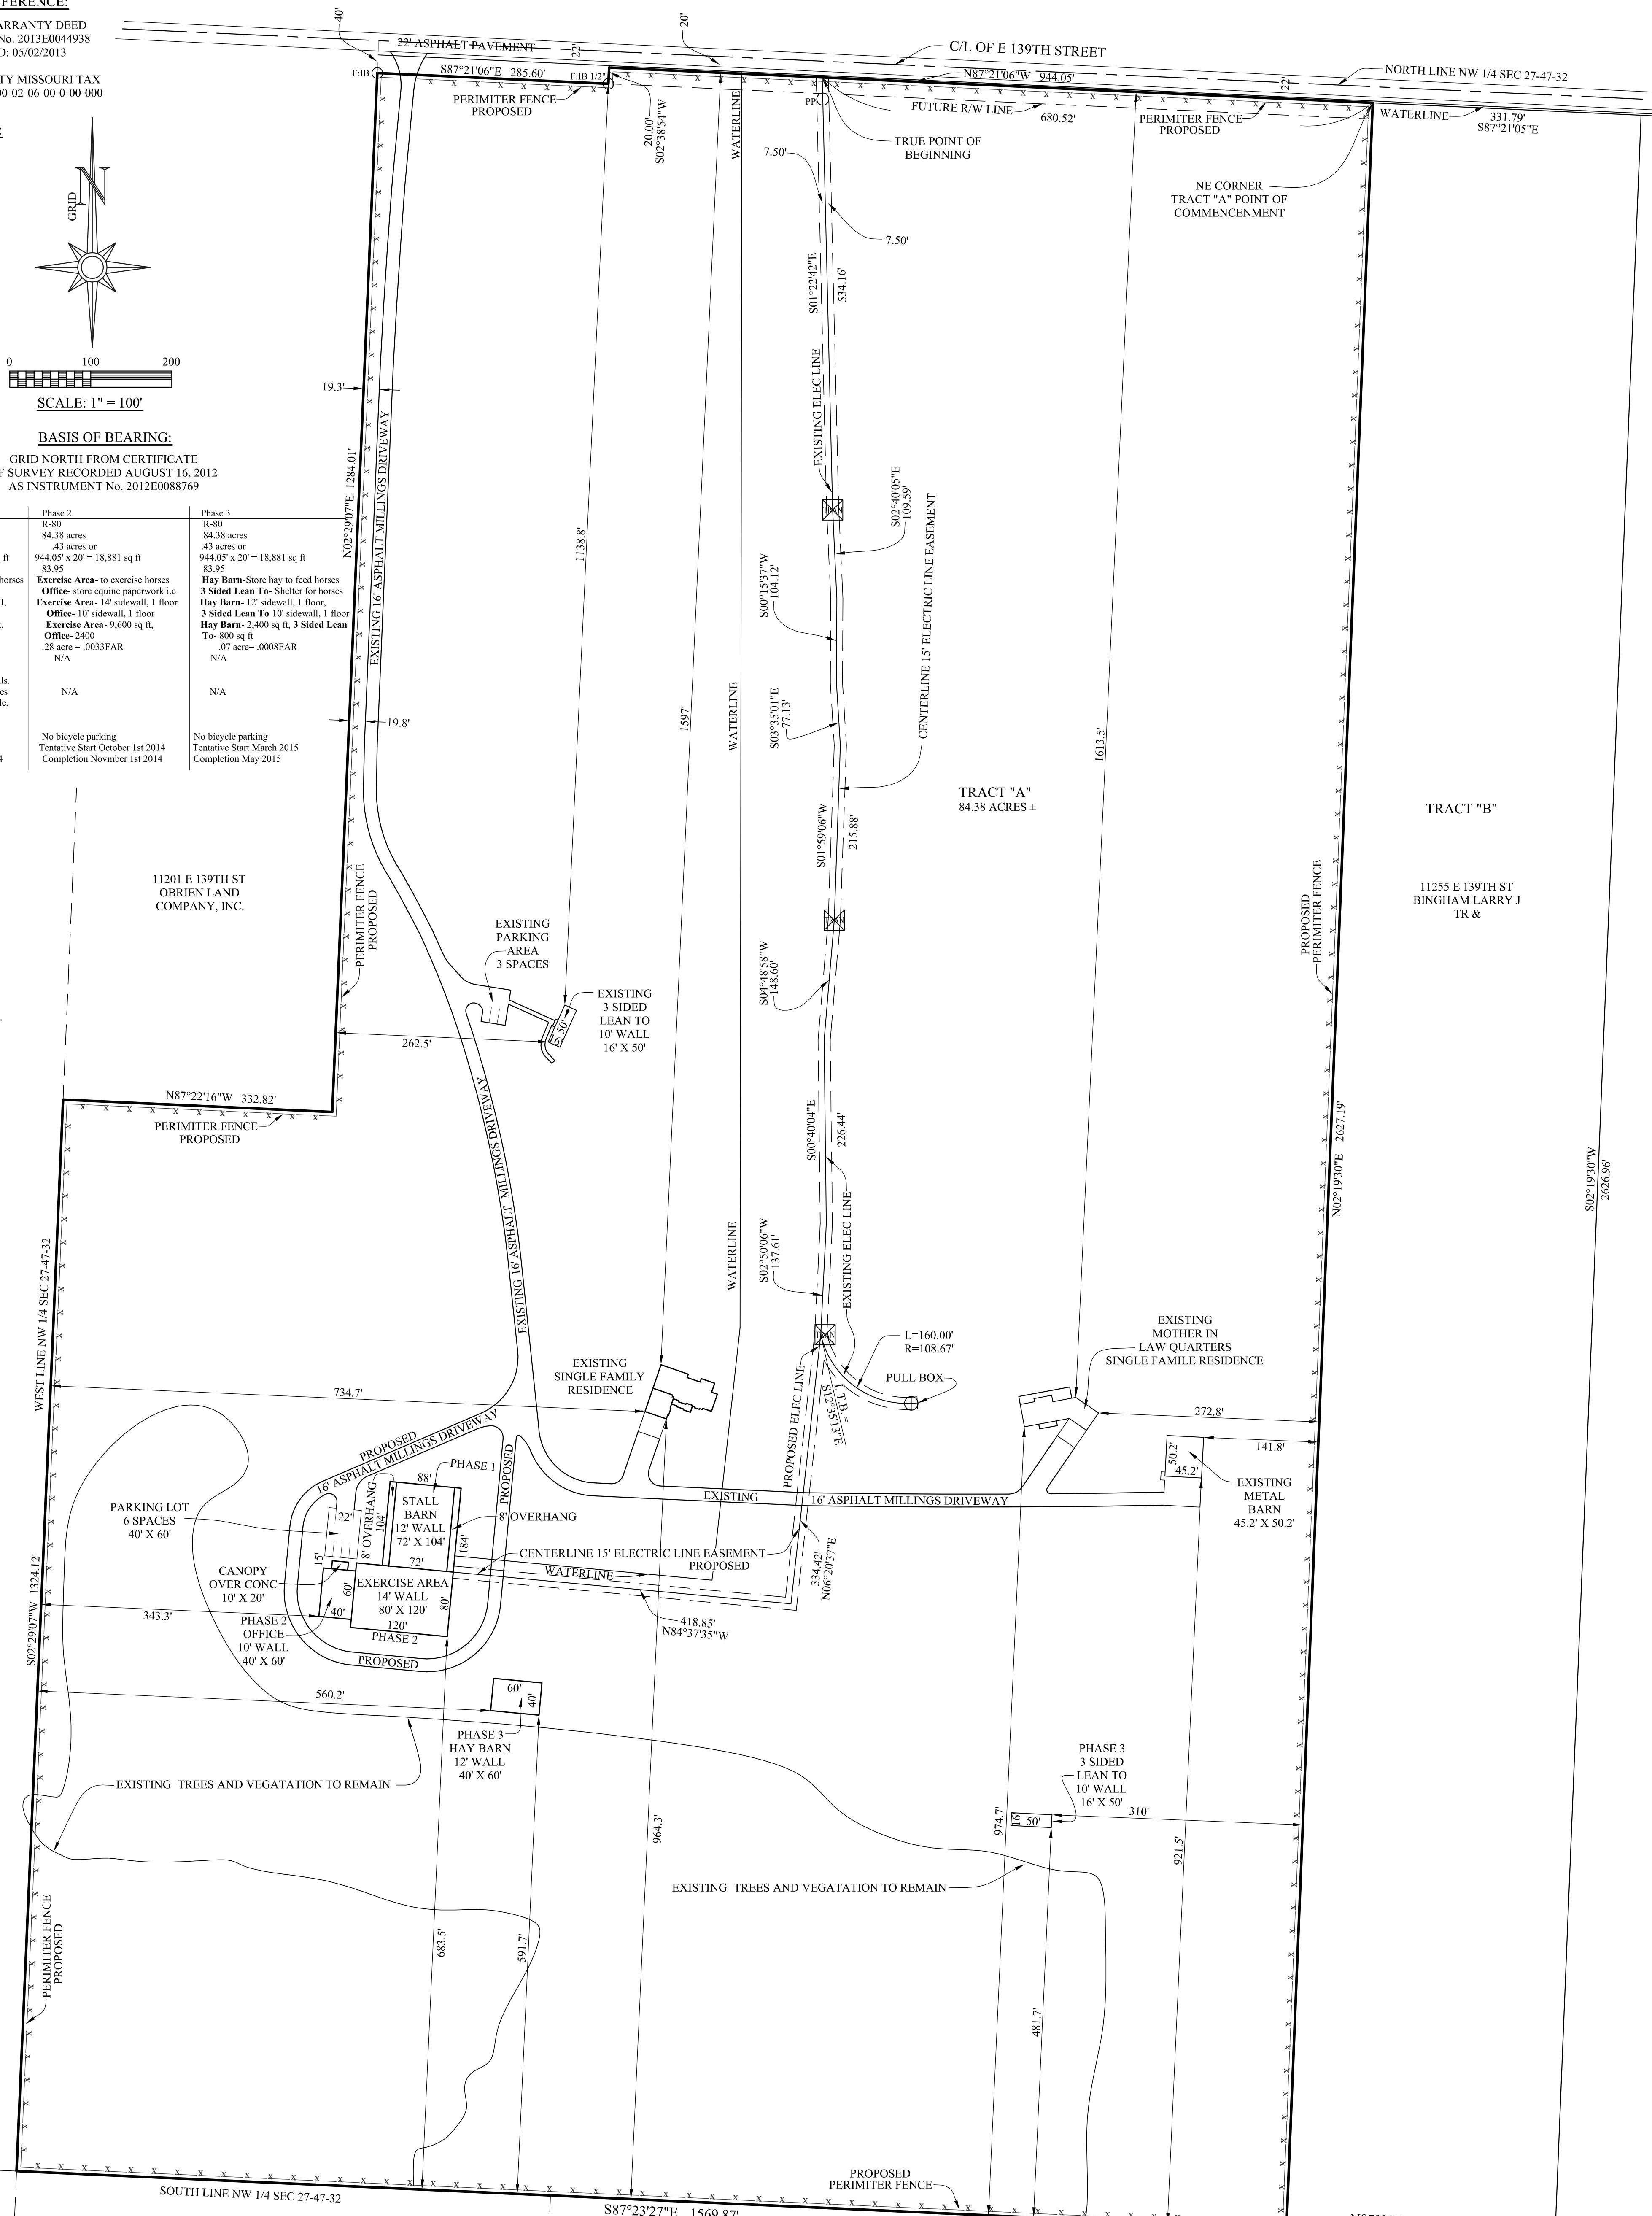 FERENCE:
ARRANTY DEED
No. 2013E0044938
D: 05/02/2013
TY MISSOURI TAX
00-02-06-00-0-00-000
GRID
N
0 100 200
SCALE: 1" = 100'
BASIS OF BEARING:
GRID NORTH FROM CERTIFICATE
F SURVEY RECORDED AUGUST 16, 2012
AS INSTRUMENT No. 2012E0088769
Phase 2
R-80
84.38 acres
.43 acres or
944.05' x 20' = 18,881 sq ft
83.95
Exercise Area- to exercise horses
Office- store equine paperwork i.e
Exercise Area- 14' sidewall, 1 floor
Office- 10' sidewall, 1 floor
Exercise Area- 9,600 sq ft,
Office- 2400
.28 acre = .0033FAR
N/A
N/A
No bicycle parking
Tentative Start October 1st 2014
Completion Novmber 1st 2014
Phase 3
R-80
84.38 acres
.43 acres or
944.05' x 20' = 18,881 sq ft
83.95
Hay Barn-Store hay to feed horses
3 Sided Lean To- Shelter for horses
Hay Barn- 12' sidewall, 1 floor,
3 Sided Lean To 10' sidewall, 1 floor
Hay Barn- 2,400 sq ft, 3 Sided Lean
To- 800 sq ft
.07 acre= .0008FAR
N/A
N/A
No bicycle parking
Tentative Start March 2015
Completion May 2015
ft
horses
40'
22' ASPHALT PAVEMENT
22'
20'
C/L OF E 139TH STREET
NORTH LINE NW 1/4 SEC 27-47-32
F:IB
S87°21'06"E 285.60'
F:IB 1/2"
PERIMITER FENCE
PROPOSED
20.00'
S02°38'54"W
WATERLINE
PP
N87°21'06"W 944.05'
FUTURE R/W LINE
680.52'
22'
PERIMITER FENCE
PROPOSED
WATERLINE
331.79'
S87°21'05"E
TRUE POINT OF
BEGINNING
7.50'
7.50'
NE CORNER
TRACT "A" POINT OF
COMMENCENMENT
S01°22'42"E
534.16'
EXISTING ELEC LINE
TRAN
19.3'
N02°29'07"E 1284.01'
EXISTING 16' ASPHALT MILLINGS DRIVEWAY
19.8'
1138.8'
1597'
1613.5'
S02°40'05"E
109.59'
S00°15'37"W
104.12'
CENTERLINE 15' ELECTRIC LINE EASEMENT
WATERLINE
S03°35'01"E
77.13'
TRACT "A"
84.38 ACRES ±
TRACT "B"
S01°59'06"W
215.88'
11201 E 139TH ST
OBRIEN LAND
COMPANY, INC.
PERIMITER FENCE
PROPOSED
11255 E 139TH ST
BINGHAM LARRY J
TR &
PROPOSED
PERIMITER FENCE
TRAN
EXISTING
PARKING
AREA
3 SPACES
S04°48'58"W
148.60'
EXISTING
3 SIDED
LEAN TO
10' WALL
16' X 50'
50'
262.5'
N87°22'16"W 332.82'
PERIMITER FENCE
PROPOSED
EXISTING 16' ASPHALT MILLINGS DRIVEWAY
S00°40'04"E
226.44'
N02°19'30"E 2627.19'
S02°19'30"W
2626.96'
WEST LINE NW 1/4 SEC 27-47-32
WATERLINE
S02°50'06"W
137.61'
EXISTING ELEC LINE
TRAN
L=160.00'
R=108.67'
PULL BOX
I. T.B. =
S12°35'13"E
PROPOSED ELEC LINE
EXISTING
MOTHER IN
LAW QUARTERS
SINGLE FAMILE RESIDENCE
EXISTING
SINGLE FAMILY
RESIDENCE
734.7'
272.8'
141.8'
50.2'
45.2'
EXISTING
METAL
BARN
45.2' X 50.2'
PROPOSED
16' ASPHALT MILLINGS DRIVEWAY
PROPOSED
EXISTING 16' ASPHALT MILLINGS DRIVEWAY
PHASE 1
88'
STALL
BARN
12' WALL
72' X 104'
72'
8' OVERHANG
104'
8' OVERHANG
184'
PARKING LOT
6 SPACES
40' X 60'
22'
15'
CANOPY
OVER CONC
10' X 20'
EXERCISE AREA
14' WALL
80' X 120'
120'
PHASE 2
60'
40'
80'
CENTERLINE 15' ELECTRIC LINE EASEMENT
PROPOSED
WATERLINE
334.42'
N06°20'37"E
418.85'
N84°37'35"W
S02°29'07"W 1324.12'
343.3'
PHASE 2
OFFICE
10' WALL
40' X 60'
PROPOSED
560.2'
60'
40'
PHASE 3
HAY BARN
12' WALL
40' X 60'
EXISTING TREES AND VEGATATION TO REMAIN
PHASE 3
3 SIDED
LEAN TO
10' WALL
16' X 50'
16'
50'
310'
964.3'
974.7'
921.5'
EXISTING TREES AND VEGATATION TO REMAIN
683.5'
591.7'
481.7'
PERIMITER FENCE
PROPOSED
PROPOSED
PERIMITER FENCE
SOUTH LINE NW 1/4 SEC 27-47-32
S87°23'27"E 1569.87'